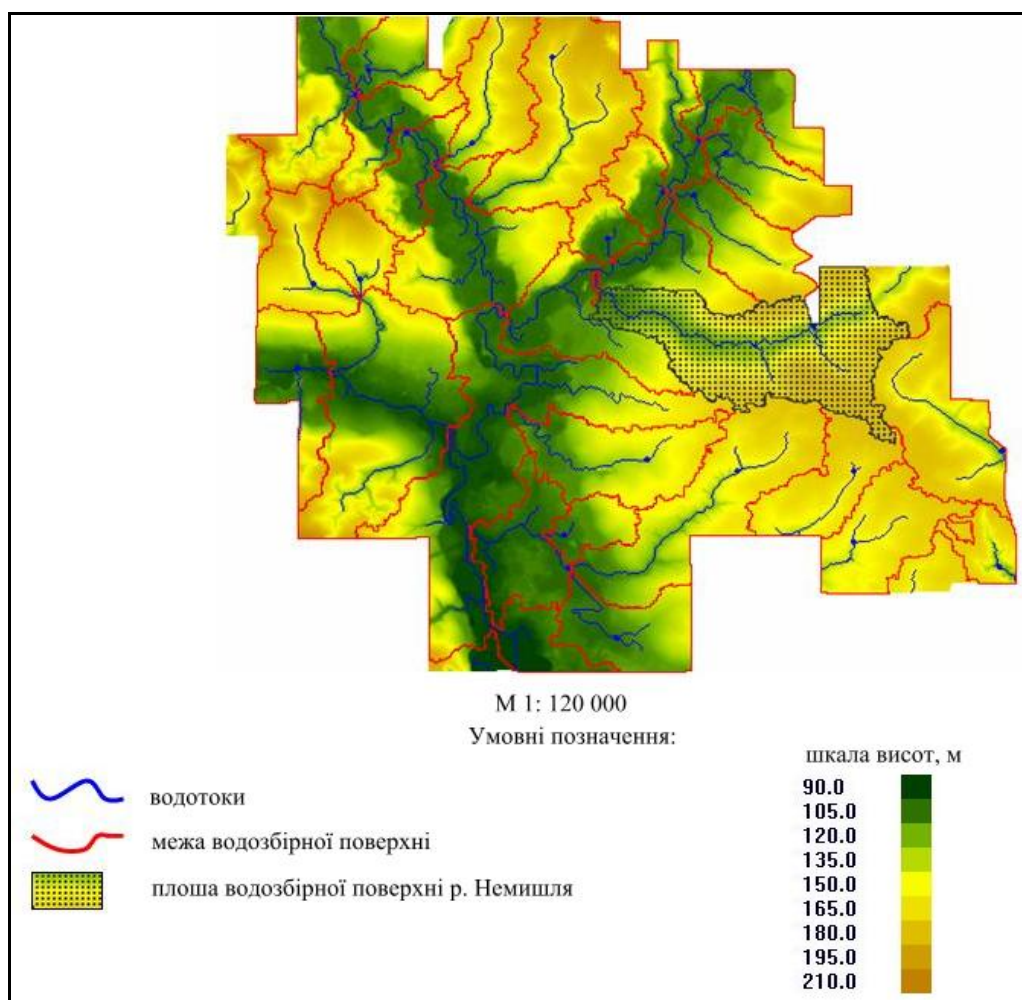 М 1: 120 000
Умовні позначення:
шкала висот, м
водотоки
межа водозбірної поверхні
плоша водозбірної поверхні р. Немишля
90.0
105.0
120.0
135.0
150.0
165.0
180.0
195.0
210.0